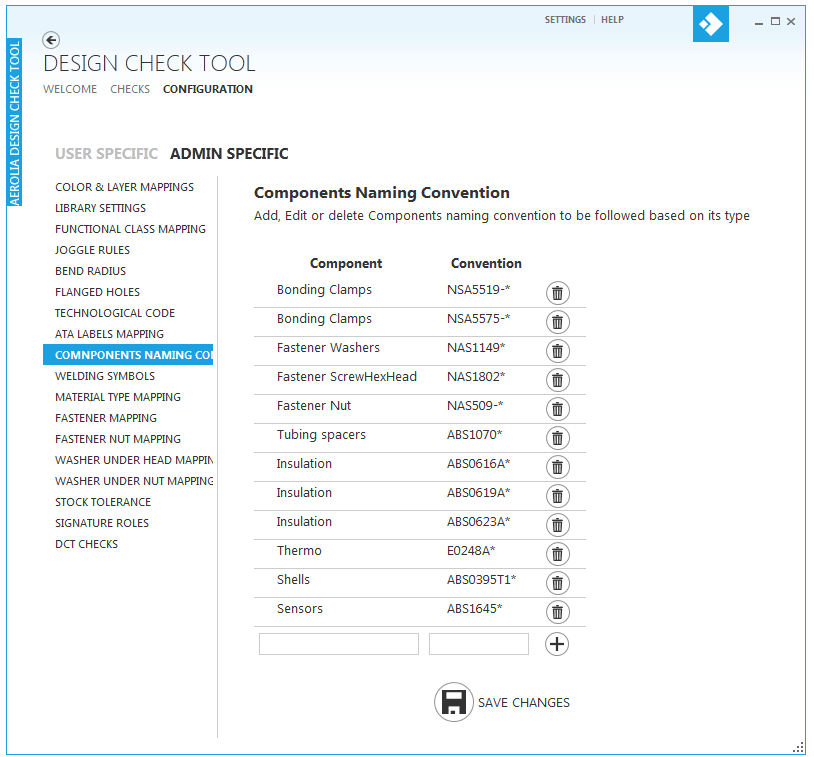 SETTINGS | HELP
AEROLIA DESIGN CHECK TOOL
DESIGN CHECK TOOL
WELCOME CHECKS CONFIGURATION
USER SPECIFIC ADMIN SPECIFIC
COLOR & LAYER MAPPINGS
LIBRARY SETTINGS
FUNCTIONAL CLASS MAPPING
JOGGLE RULES
BEND RADIUS
FLANGED HOLES
TECHNOLOGICAL CODE
ATA LABELS MAPPING
COMNPONENTS NAMING CO
WELDING SYMBOLS
MATERIAL TYPE MAPPING
FASTENER MAPPING
FASTENER NUT MAPPING
WASHER UNDER HEAD MAPPIN
WASHER UNDER NUT MAPPING
STOCK TOLERANCE
SIGNATURE ROLES
DCT CHECKS
Components Naming Convention
Add, Edit or delete Components naming convention to be followed based on its type
Component Convention
Bonding Clamps NSA5519-*
Bonding Clamps NSA5575-*
Fastener Washers NAS1149*
Fastener ScrewHexHead NAS1802*
Fastener Nut NAS509-*
Tubing spacers ABS1070*
Insulation ABS0616A*
Insulation ABS0619A*
Insulation ABS0623A*
Thermo E0248A*
Shells ABS0395T1*
Sensors ABS1645*
SAVE CHANGES